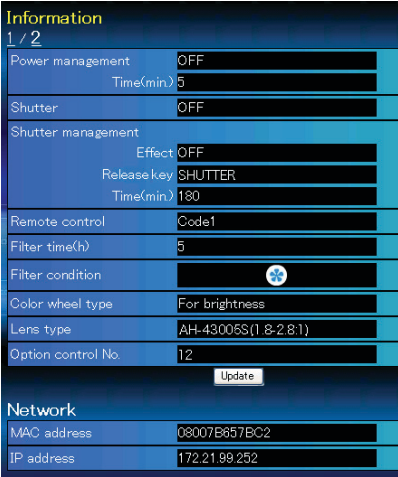 Information
1 / 2
Power management OFF
Time(min.) 5
Shutter OFF
Shutter management
Effect OFF
Release key SHUTTER
Time(min.) 180
Remote control Code1
Filter time(h) 5
Filter condition
Color wheel type For brightness
Lens type AH-43005S(1.8-2.8:1)
Option control No. 12
Update
Network
MAC address 08007B657BC2
IP address 172.21.99.252